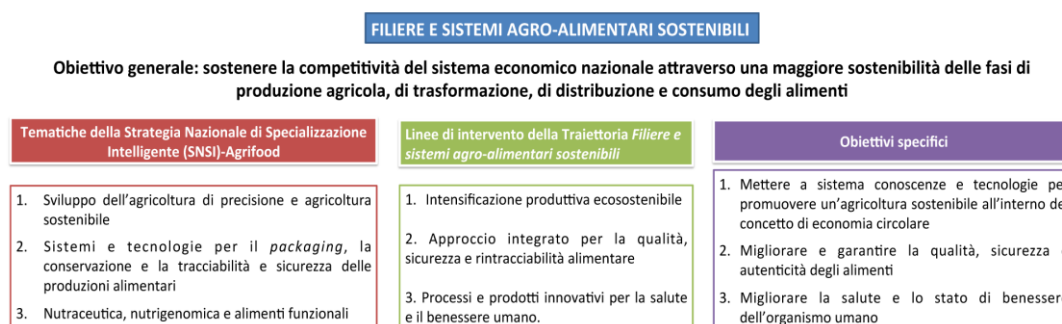 FILIERE E SISTEMI AGRO-ALIMENTARI SOSTENIBILI
Obiettivo generale: sostenere la competitività del sistema economico nazionale attraverso una maggiore sostenibilità delle fasi di
produzione agricola, di trasformazione, di distribuzione e consumo degli alimenti
Tematiche della Strategia Nazionale di Specializzazione
Intelligente (SNSI)-Agrifood
1. Sviluppo dell'agricoltura di precisione e agricoltura
sostenibile
2. Sistemi e tecnologie per il packaging, la
conservazione e la tracciabilità e sicurezza delle
produzioni alimentari
3. Nutraceutica, nutrigenomica e alimenti funzionali
Linee di intervento della Traiettoria Filiere e
sistemi agro-alimentari sostenibili
1. Intensificazione produttiva ecosostenibile
2. Approccio integrato per la qualità,
sicurezza e rintracciabilità alimentare
3. Processi e prodotti innovativi per la salute
e il benessere umano.
Obiettivi specifici
1. Mettere a sistema conoscenze e tecnologie pe
promuovere un'agricoltura sostenibile all'interno de
concetto di economia circolare
2. Migliorare e garantire la qualità, sicurezza
autenticità degli alimenti
3. Migliorare la salute e lo stato di benesser
dell'organismo umano